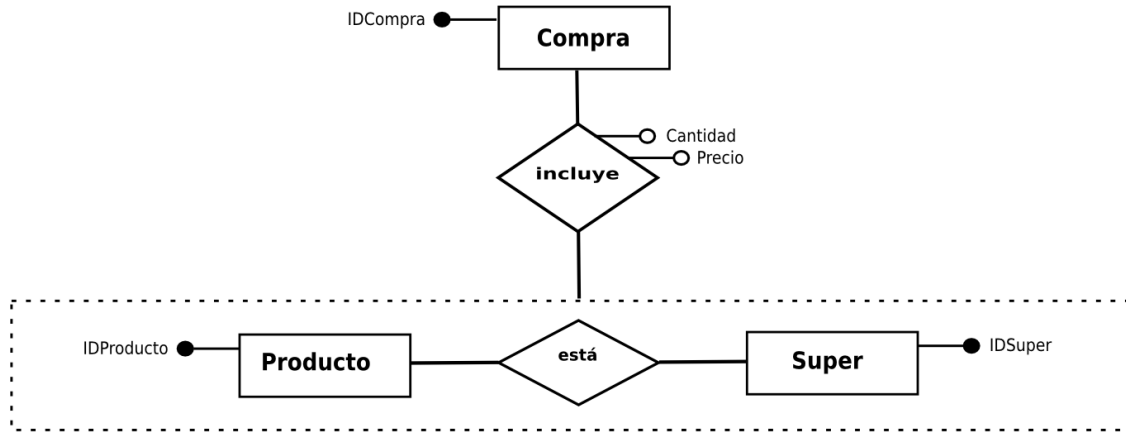 IDCompra
Compra
Cantidad
Precio
incluye
IDProducto
Producto
está
Super
IDSuper